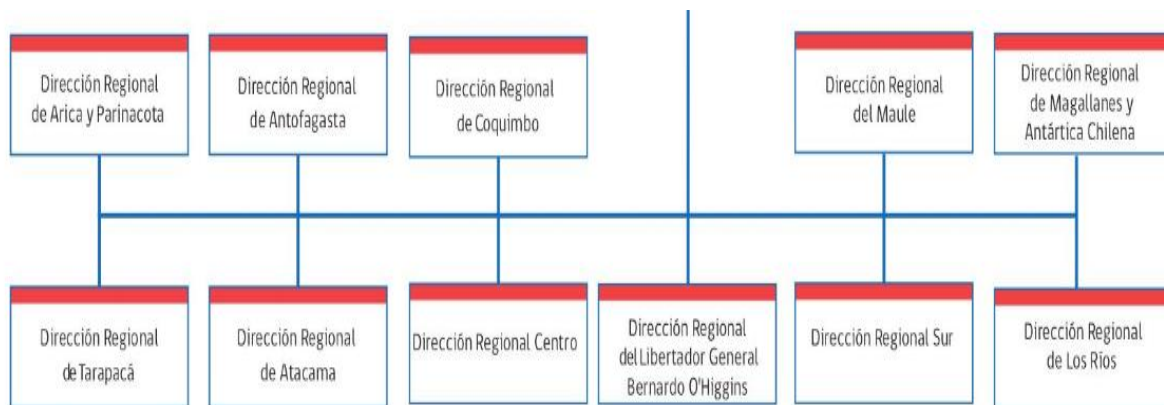 Dirección Regional
de Arica y Parinacota
Dirección Regional
de Antofagasta
Dirección Regional
de Coquimbo
Dirección Regional
del Maule
Dirección Regional
de Magallanes y
Antártica Chilena
Dirección Regional
de Tarapacá
Dirección Regional
de Atacama
Dirección Regional Centro
Dirección Regional
del Libertador General
Bernardo O'Higgins
Dirección Regional Sur
Dirección Regional
de Los Ríos